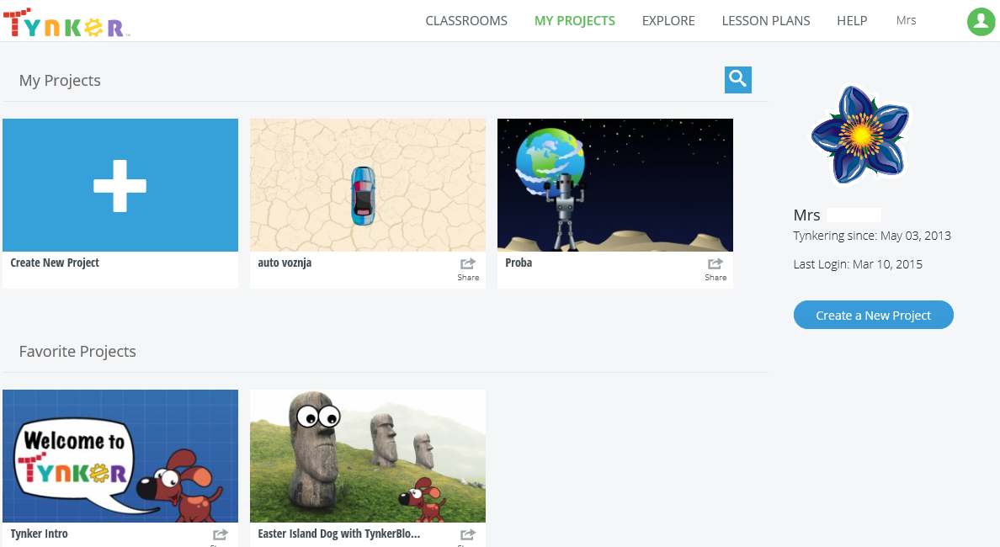 TYNKER
CLASSROOMS MY PROJECTS EXPLORE LESSON PLANS HELP Mrs
My Projects
Create New Project
auto voznja
Share
Proba
Share
Mrs
Tynkering since: May 03, 2013
Last Login: Mar 10, 2015
Create a New Project
Favorite Projects
Welcome to
TYNKER
Tynker Intro
Easter Island Dog with TynkerBlo...